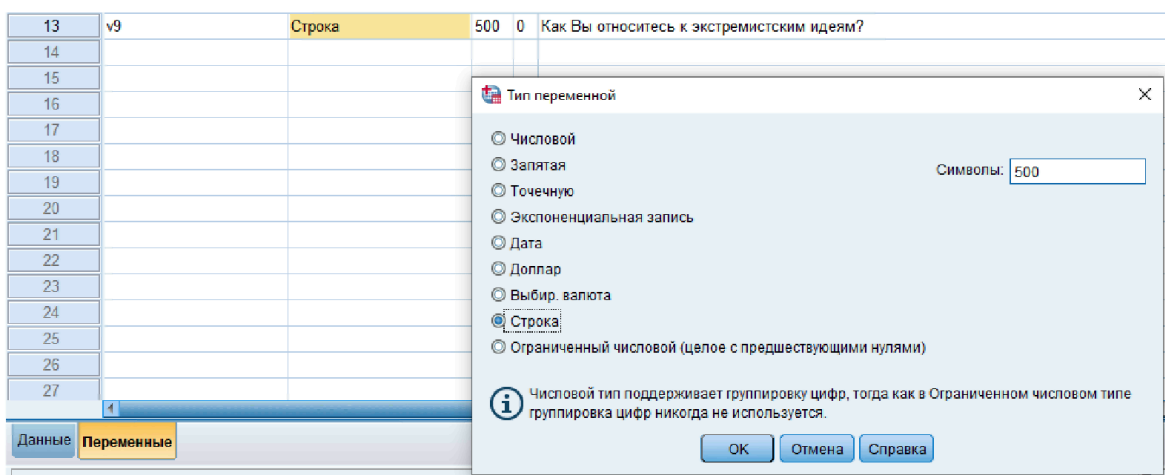 13 v9 Строка 500 0 Как Вы относитесь к экстремистским идеям?
14
15
16
17
18
19
20
21
22
23
24
25
26
27
Тип переменной
Числовой
Запятая
Точечную
Экспоненциальная запись
Дата
Доллар
Выбир. валюта
Строка
Ограниченный числовой (целое с предшествующими нулями)
Символы: 500
Числовой тип поддерживает группировку цифр, тогда как в Ограниченном числовом типе
группировка цифр никогда не используется.
OK Отмена Справка
Данные Переменные